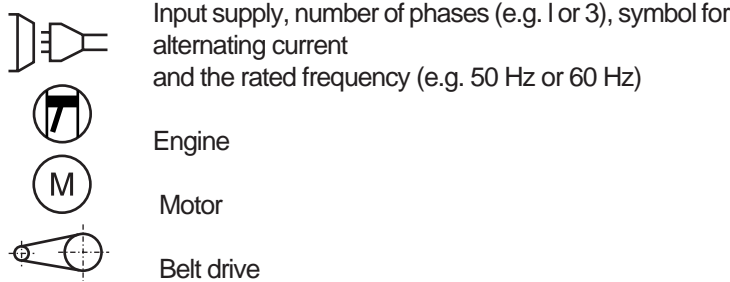 Input supply, number of phases (e.g. l or 3), symbol for
alternating current
and the rated frequency (e.g. 50 Hz or 60 Hz)
Engine
M
Motor
Belt drive